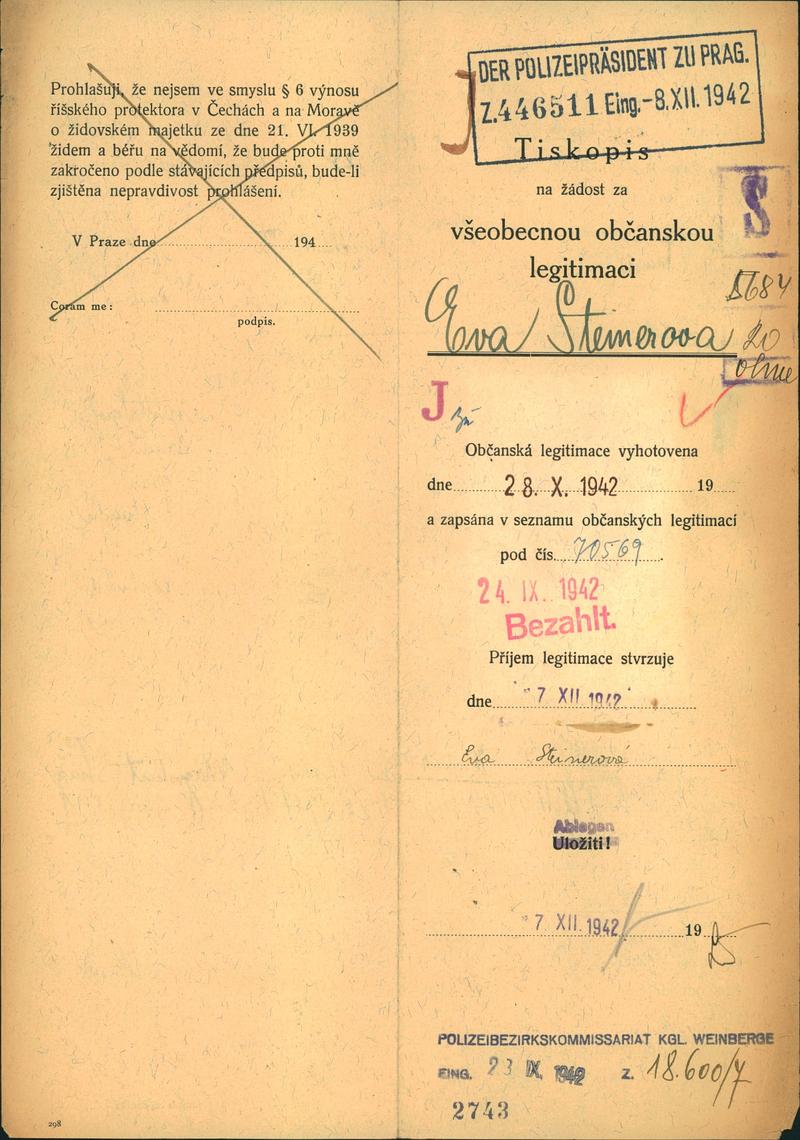 Prohlašuji, že nejsem ve smyslu § 6 výnosu
říšského protektora v Čechách a na Moravě
o židovském majetku ze dne 21. VI. 1939
židem a béřu na vědomí, že bude proti mně
zakročeno podle stávajících předpisů, bude-li
zjištěna nepravdivost prohlášení.
V Praze dne 194
Coram me:
podpis.
298
DER POLIZEIPRÄSIDENT ZU PRAG.
Z. 446511 Eing. -8. XII. 1942
J
Tiskopis
na žádost za
S
všeobecnou občanskou
legitimaci
Eva Steinerova
20
J
Občanská legitimace vyhotovena
dne 28. X. 1942 19
a zapsána v seznamu občanských legitimací
pod čís. 70569
24. IX. 1942
Bezahlt.
Příjem legitimace stvrzuje
dne 7 XII 1942
Eva Steinerová
Ablegen
Uložiti!
7 XII. 1942 19
POLIZEIBEZIRKSKOMMISSARIAT KGL. WEINBERGE
EING. 23 IX. 1942 Z. 18.600/7
2743